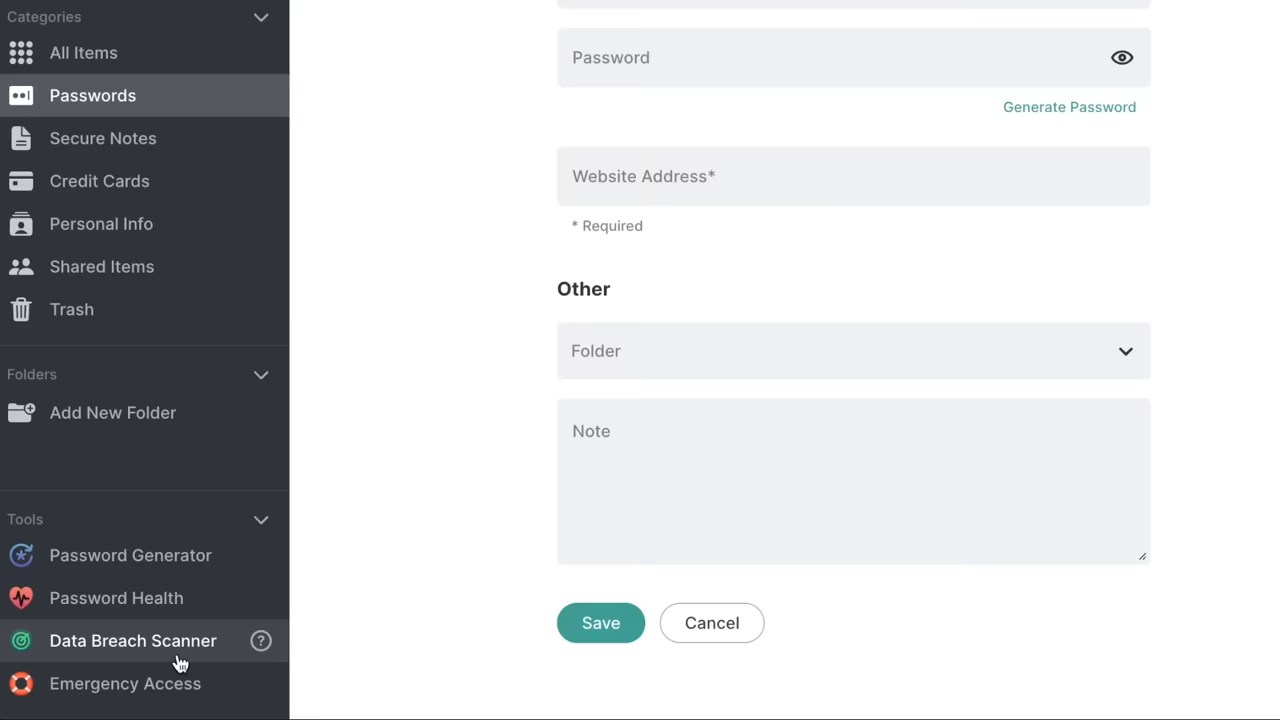 Categories
All Items
Passwords
Secure Notes
Credit Cards
Personal Info
Shared Items
Trash
Folders
Add New Folder
Tools
Password Generator
Password Health
Data Breach Scanner ?
Emergency Access
Password
Generate Password
Website Address*
* Required
Other
Folder
Note
Save
Cancel